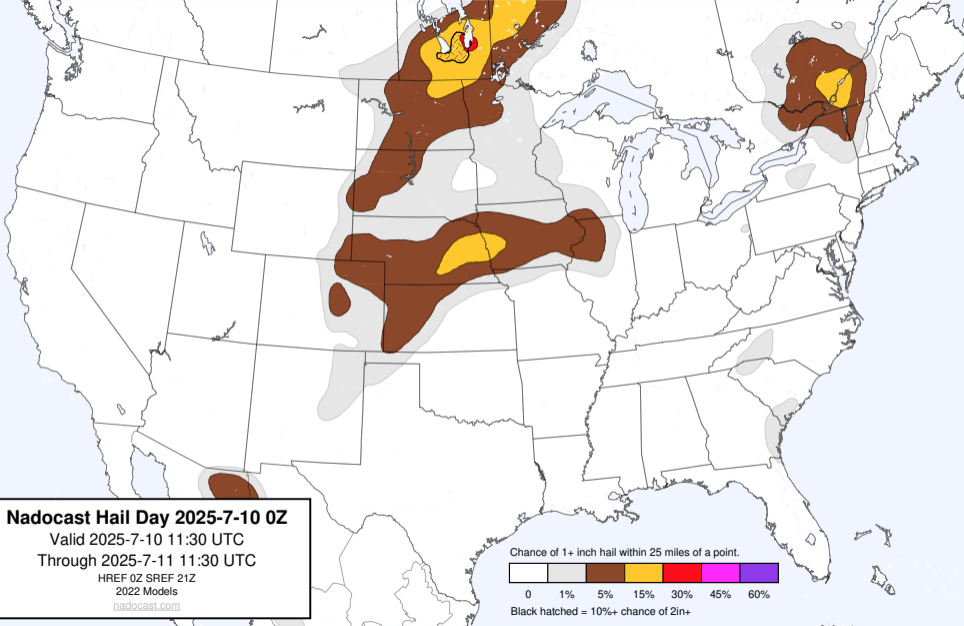 Nadocast Hail Day 2025-7-10 0Z
Valid 2025-7-10 11:30 UTC
Through 2025-7-11 11:30 UTC
HREF 0Z SREF 21Z
2022 Models
nadocast.com
Chance of 1+ inch hail within 25 miles of a point.
0 1% 5% 15% 30% 45% 60%
Black hatched = 10%+ chance of 2in+